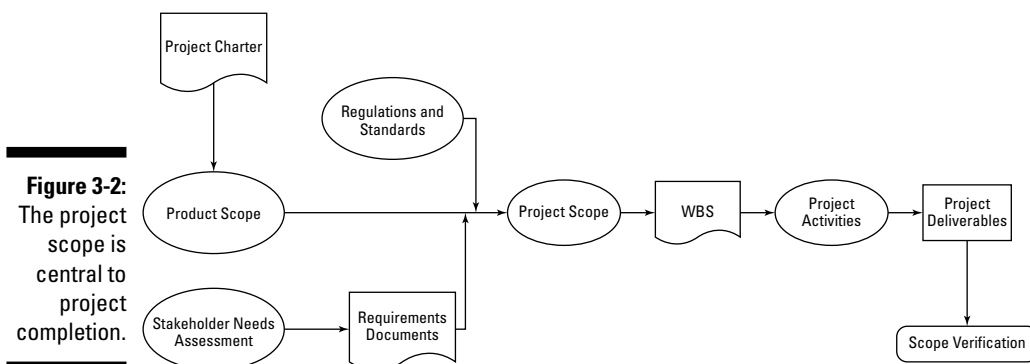 Project Charter
Regulations and
Standards
Figure 3-2:
The project
scope is
central to
project
completion.
Product Scope
Project Scope
WBS
Project
Activities
Project
Deliverables
Stakeholder Needs
Assessment
Requirements
Documents
Scope Verification